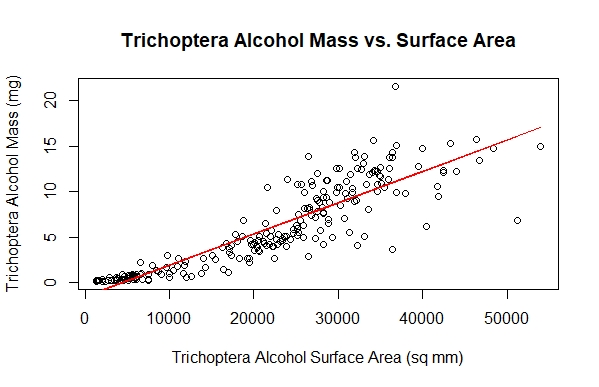 Trichoptera Alcohol Mass vs. Surface Area
Trichoptera Alcohol Mass (mg)
20
15
10
5
0
0 10000 20000 30000 40000 50000
Trichoptera Alcohol Surface Area (sq mm)